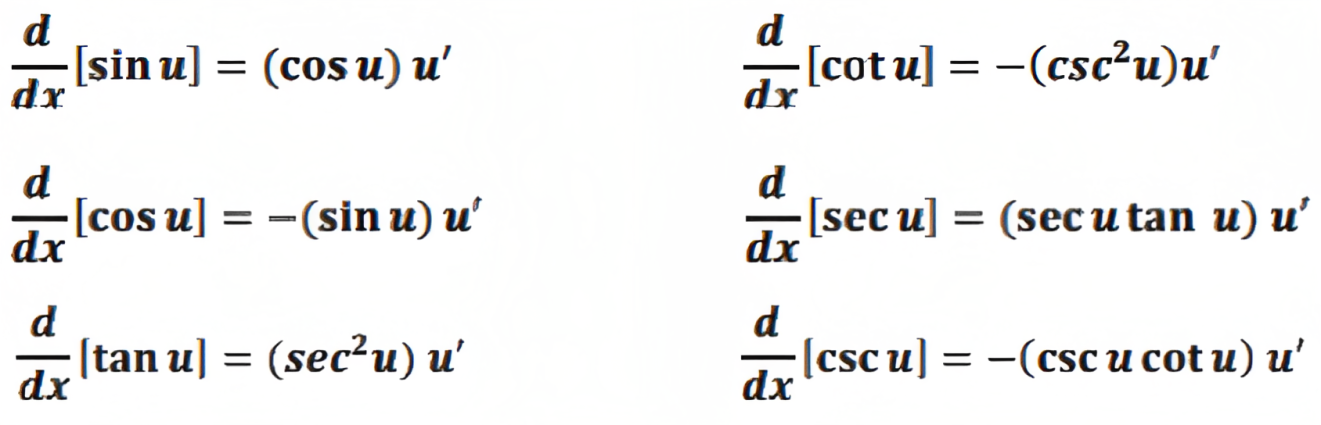 d/dx [sin u] = (cos u) u′
d/dx [cos u] = −(sin u) u′
d/dx [tan u] = (sec²u) u′
d/dx [cot u] = −(csc²u)u′
d/dx [sec u] = (sec u tan u) u′
d/dx [csc u] = −(csc u cot u) u′